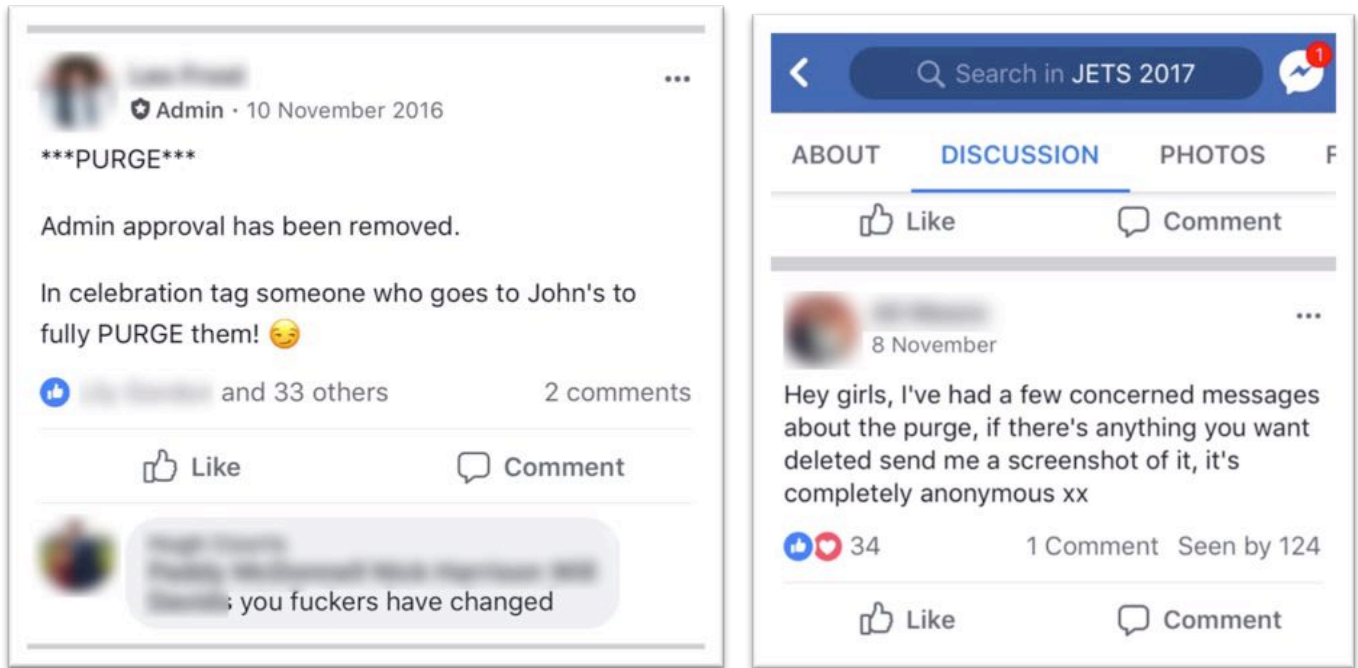 Admin · 10 November 2016
***PURGE***
Admin approval has been removed.
In celebration tag someone who goes to John's to
fully PURGE them! 😏
and 33 others 2 comments
Like Comment
you fuckers have changed
Search in JETS 2017 1
ABOUT DISCUSSION PHOTOS F
Like Comment
8 November
Hey girls, I've had a few concerned messages
about the purge, if there's anything you want
deleted send me a screenshot of it, it's
completely anonymous xx
34 1 Comment Seen by 124
Like Comment